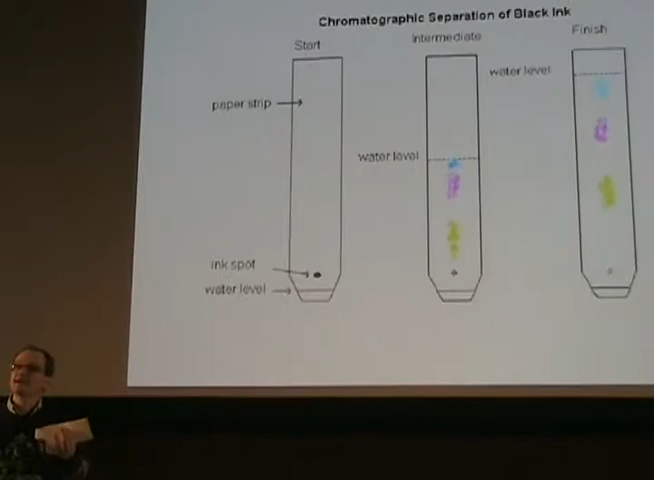 Chromatographic Separation of Black Ink
Start
Intermediate
Finish
water level
paper strip
water level
ink spot
water level